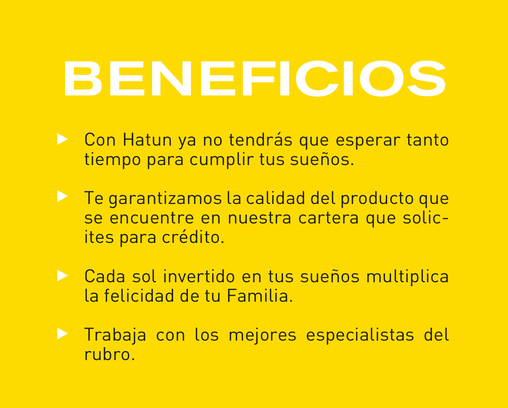 BENEFICIOS
Con Hatun ya no tendrás que esperar tanto
tiempo para cumplir tus sueños.
Te garantizamos la calidad del producto que
se encuentre en nuestra cartera que solic-
ites para crédito.
Cada sol invertido en tus sueños multiplica
la felicidad de tu Familia.
Trabaja con los mejores especialistas del
rubro.